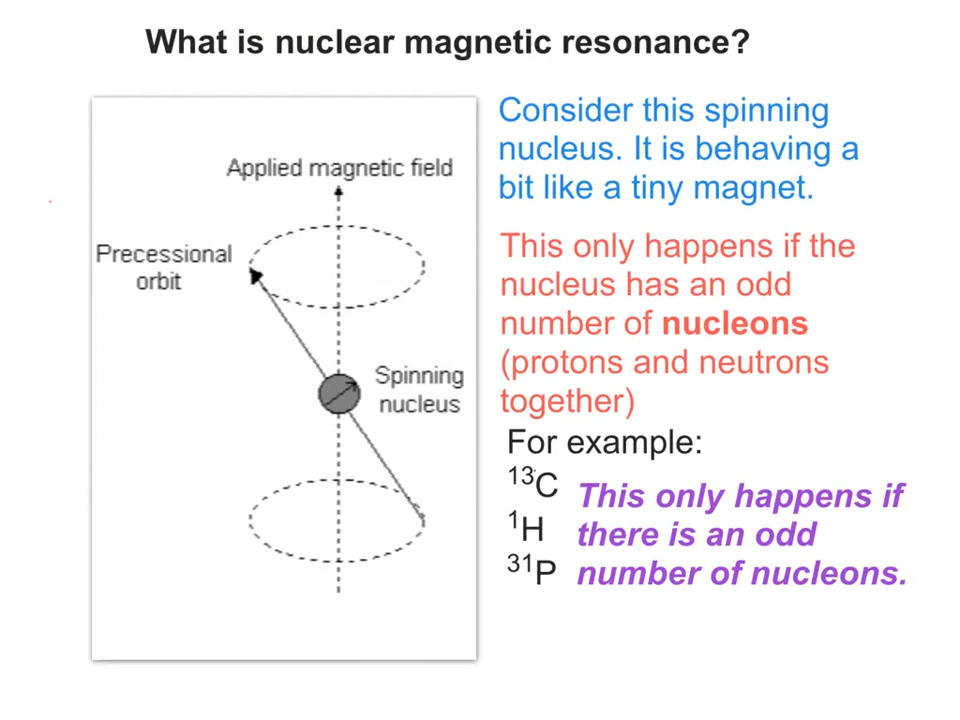 What is nuclear magnetic resonance?
Applied magnetic field
Precessional
orbit
Spinning
nucleus
Consider this spinning
nucleus. It is behaving a
bit like a tiny magnet.
This only happens if the
nucleus has an odd
number of nucleons
(protons and neutrons
together)
For example:
¹³C
¹H
³¹P
This only happens if
there is an odd
number of nucleons.